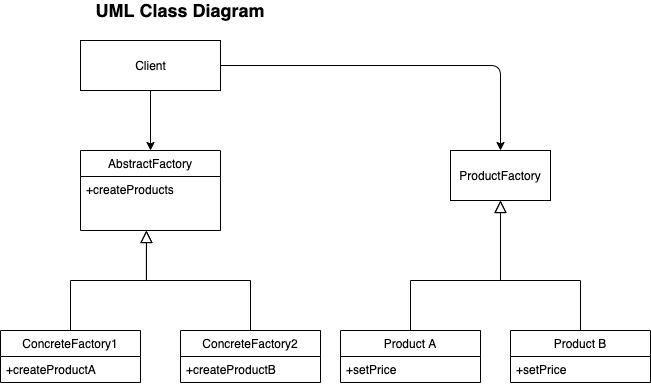 UML Class Diagram
Client
AbstractFactory
+createProducts
ProductFactory
ConcreteFactory1
+createProductA
ConcreteFactory2
+createProductB
Product A
+setPrice
Product B
+setPrice